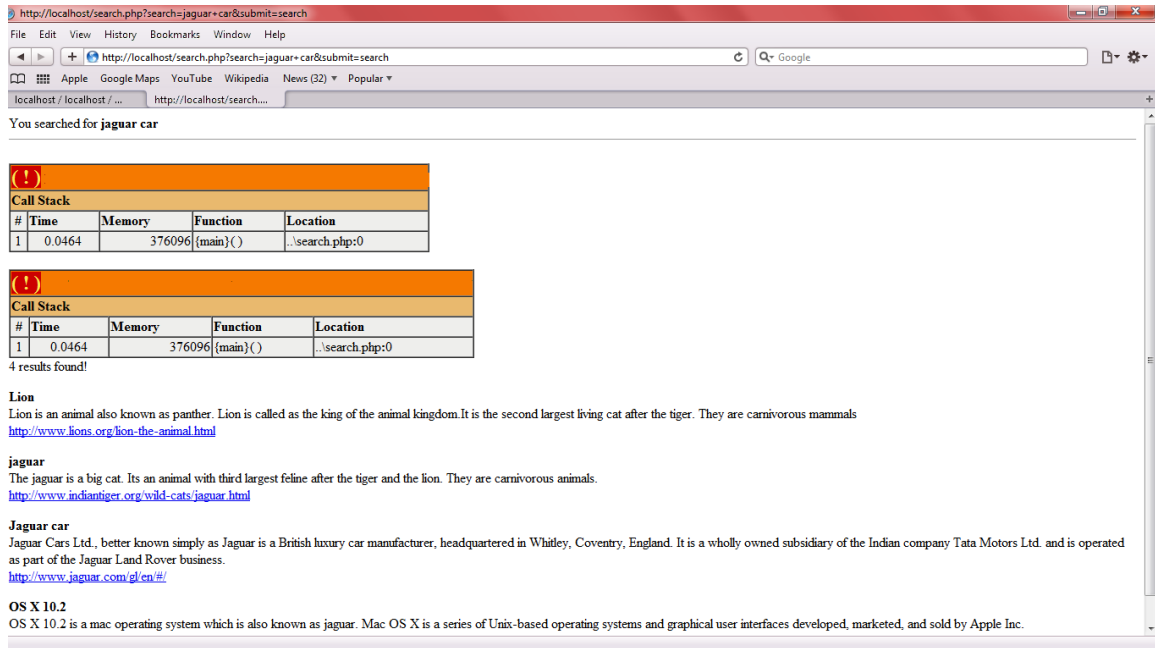 http://localhost/search.php?search=jaguar+car&submit=search
File Edit View History Bookmarks Window Help
http://localhost/search.php?search=jaguar+car&submit=search
Google
Apple Google Maps YouTube Wikipedia News (32) Popular
localhost / localhost / ... http://localhost/search....
You searched for jaguar car
(!)
Call Stack
# Time Memory Function Location
1 0.0464 376096 {main}( ) ..\search.php:0
(!)
Call Stack
# Time Memory Function Location
1 0.0464 376096 {main}( ) ..\search.php:0
4 results found!
Lion
Lion is an animal also known as panther. Lion is called as the king of the animal kingdom.It is the second largest living cat after the tiger. They are carnivorous mammals
http://www.lions.org/lion-the-animal.html
jaguar
The jaguar is a big cat. Its an animal with third largest feline after the tiger and the lion. They are carnivorous animals.
http://www.indiantiger.org/wild-cats/jaguar.html
Jaguar car
Jaguar Cars Ltd., better known simply as Jaguar is a British luxury car manufacturer, headquartered in Whitley, Coventry, England. It is a wholly owned subsidiary of the Indian company Tata Motors Ltd. and is operated
as part of the Jaguar Land Rover business.
http://www.jaguar.com/gl/en/#/
OS X 10.2
OS X 10.2 is a mac operating system which is also known as jaguar. Mac OS X is a series of Unix-based operating systems and graphical user interfaces developed, marketed, and sold by Apple Inc.